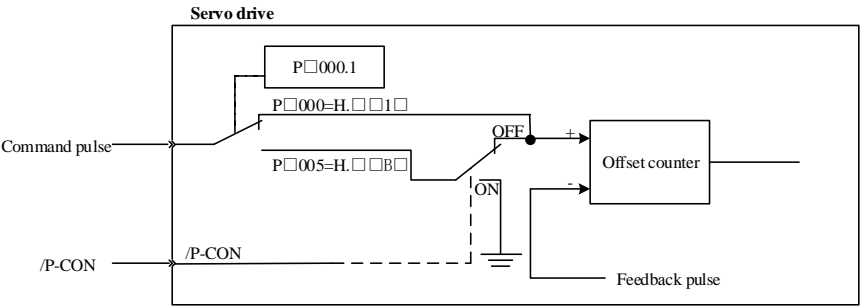 Servo drive
P□000.1
P□000=H.□□1□
Command pulse
OFF
+
Offset counter
P□005=H.□□B□
ON
-
/P-CON
/P-CON
Feedback pulse